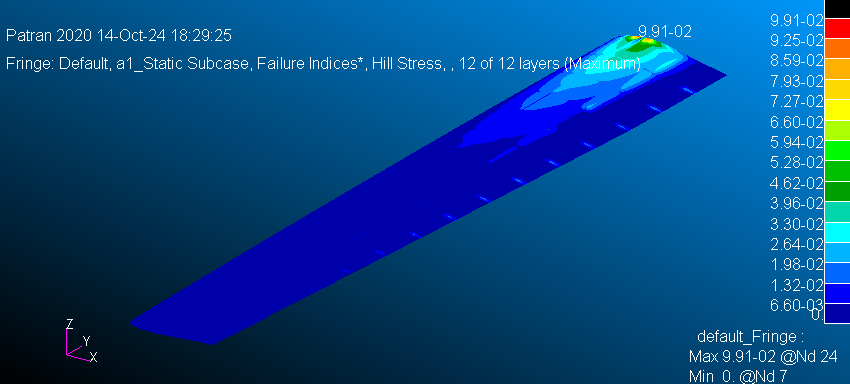 Patran 2020 14-Oct-24 18:29:25
Fringe: Default, a1_Static Subcase, Failure Indices*, Hill Stress, , 12 of 12 layers (Maximum)
9.91-02
9.91-02
9.25-02
8.59-02
7.93-02
7.27-02
6.60-02
5.94-02
5.28-02
4.62-02
3.96-02
3.30-02
2.64-02
1.98-02
1.32-02
6.60-03
0.
Z
Y
X
default_Fringe :
Max 9.91-02 @Nd 24
Min 0. @Nd 7